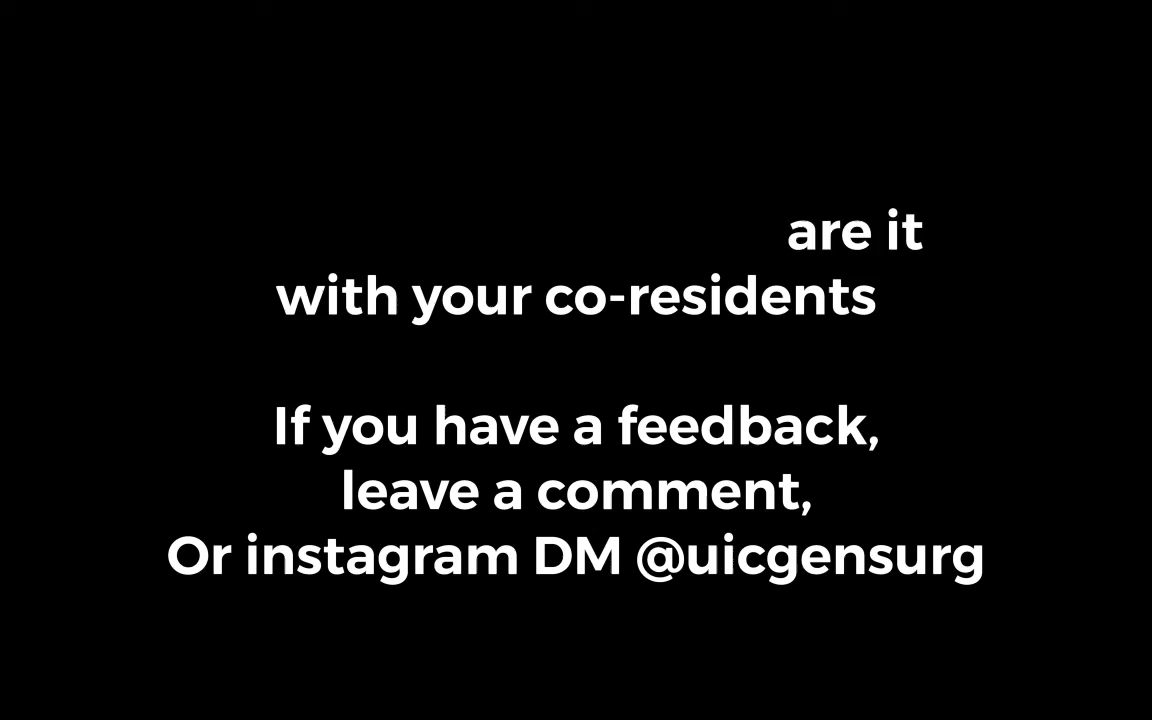 are it
with your co-residents
If you have a feedback,
leave a comment,
Or instagram DM @uicgensurg